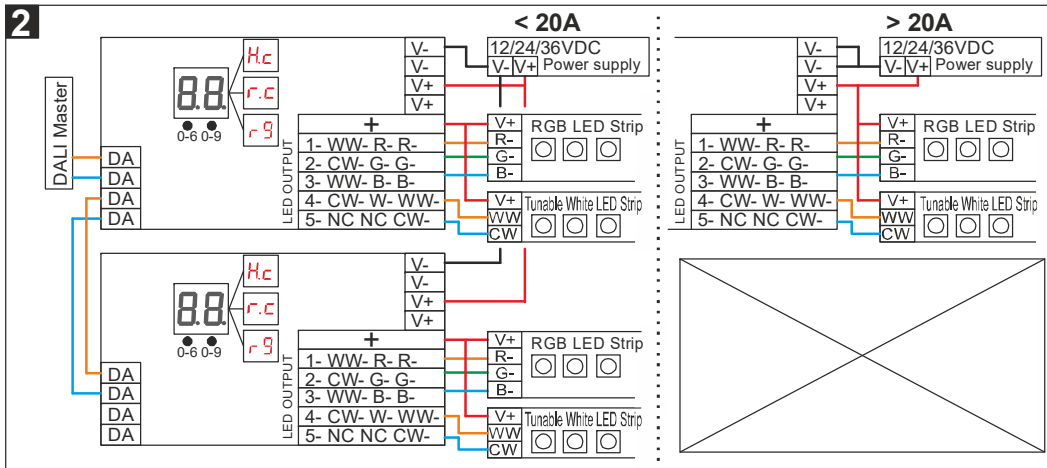 2
< 20A
> 20A
DALI Master
DA
DA
DA
DA
8.8.
0-6 0-9
H.c
r.c
r g
V-
V-
V+
V+
12/24/36VDC
V- V+ Power supply
LED OUTPUT
+
1- WW- R- R-
2- CW- G- G-
3- WW- B- B-
4- CW- W- WW-
5- NC NC CW-
V+ RGB LED Strip
R-
G-
B-
V+ Tunable White LED Strip
WW
CW
V-
V-
V+
V+
12/24/36VDC
V- V+ Power supply
LED OUTPUT
+
1- WW- R- R-
2- CW- G- G-
3- WW- B- B-
4- CW- W- WW-
5- NC NC CW-
V+ RGB LED Strip
R-
G-
B-
V+ Tunable White LED Strip
WW
CW
DA
DA
DA
DA
8.8.
0-6 0-9
H.c
r.c
r g
V-
V-
V+
V+
LED OUTPUT
+
1- WW- R- R-
2- CW- G- G-
3- WW- B- B-
4- CW- W- WW-
5- NC NC CW-
V+ RGB LED Strip
R-
G-
B-
V+ Tunable White LED Strip
WW
CW